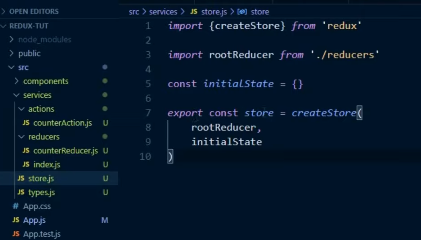 OPEN EDITORS
REDUX-TUT
node_modules
public
src
components
services
actions
JS counterAction.js U
reducers
JS counterReducer.js U
JS index.js U
JS store.js U
JS types.js U
# App.css
JS App.js M
JS App.test.js
src > services > JS store.js > store
1 import {createStore} from 'redux'
2
3 import rootReducer from './reducers'
4
5 const initialState = {}
6
7 export const store = createStore(
8 rootReducer,
9 initialState
10 )